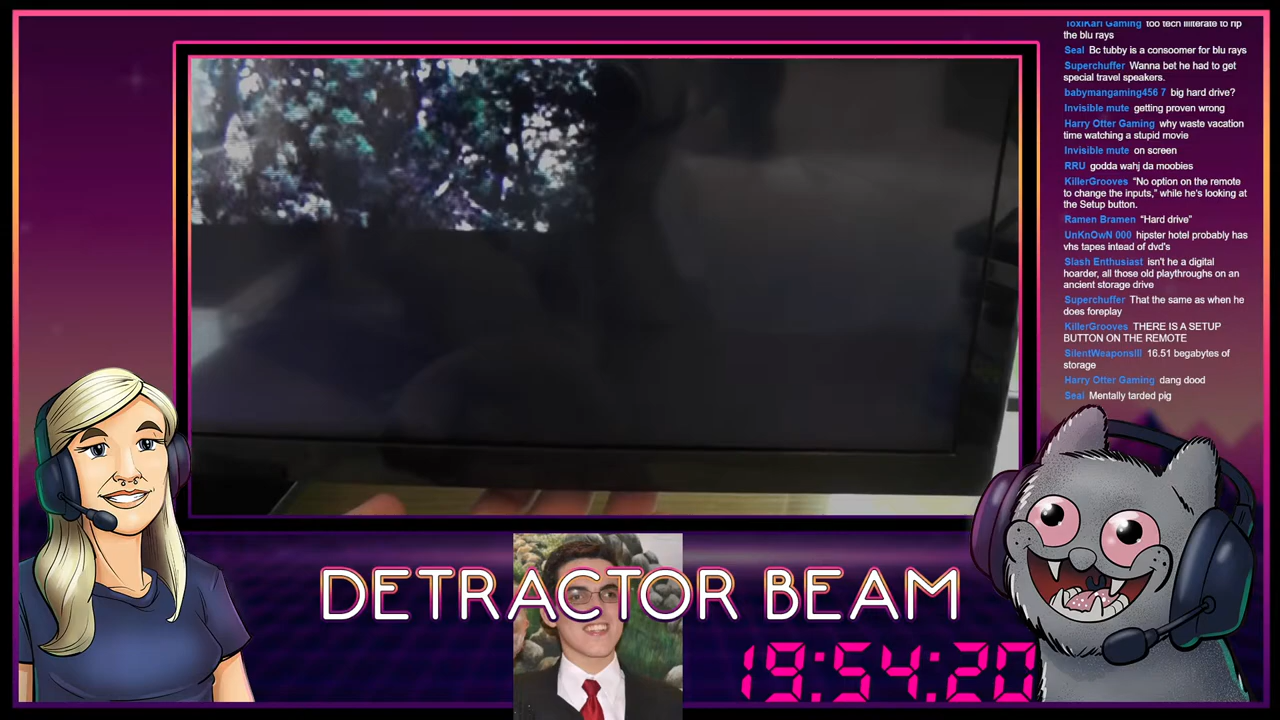 ToxiKarl Gaming too tech illiterate to rip
the blu rays
Seal Bc tubby is a consoomer for blu rays
Superchuffer Wanna bet he had to get
special travel speakers.
babymangaming456 7 big hard drive?
Invisible mute getting proven wrong
Harry Otter Gaming why waste vacation
time watching a stupid movie
Invisible mute on screen
RRU godda wahj da moobies
KillerGrooves “No option on the remote
to change the inputs,” while he's looking at
the Setup button.
Ramen Bramen “Hard drive”
UnKnOwN 000 hipster hotel probably has
vhs tapes intead of dvd's
Slash Enthusiast isn't he a digital
hoarder, all those old playthroughs on an
ancient storage drive
Superchuffer That the same as when he
does foreplay
KillerGrooves THERE IS A SETUP
BUTTON ON THE REMOTE
SilentWeaponsIII 16.51 begabytes of
storage
Harry Otter Gaming dang dood
Seal Mentally tarded pig
DETRACTOR BEAM
19:54:20